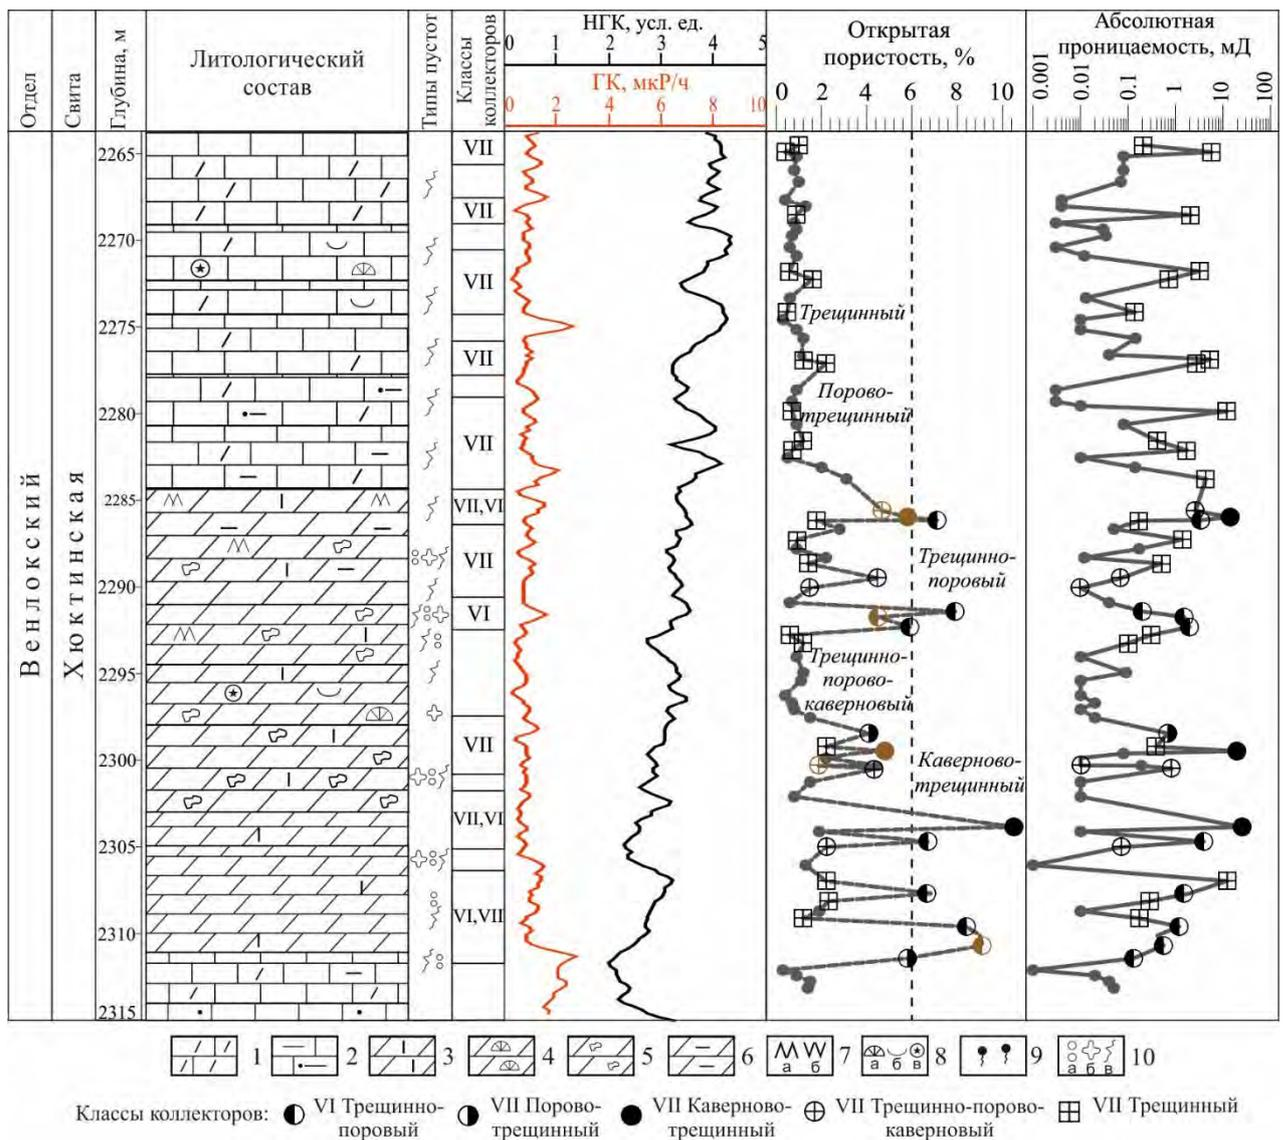 Отдел
Свита
Глубина, м
Литологический
состав
Типы пустот
Классы
коллекторов
НГК, усл. ед.
0 1 2 3 4 5
ГК, мкР/ч
0 2 6 8 10
Открытая
пористость, %
0 2 4 6 8 10
Абсолютная
проницаемость, мД
0.001 0.01 0.1 1 10 100
Венлокский
Хюктинская
2265
2270
2275
2280
2285
2290
2295
2300
2305
2310
2315
VII
VII
VII
VII
VII
VII,VI
VII
VI
VII
VII,VI
VI,VII
Трещинный
Порово-
трещинный
Трещинно-
поровый
Трещинно-
порово-
каверновый
Каверново-
трещинный
1 2 3 4 5 6 7 8 9 10
а б а б в а б в
Классы коллекторов: VI Трещинно-
поровый
VII Порово-
трещинный
VII Каверново-
трещинный
VII Трещинно-порово-
каверновый
VII Трещинный